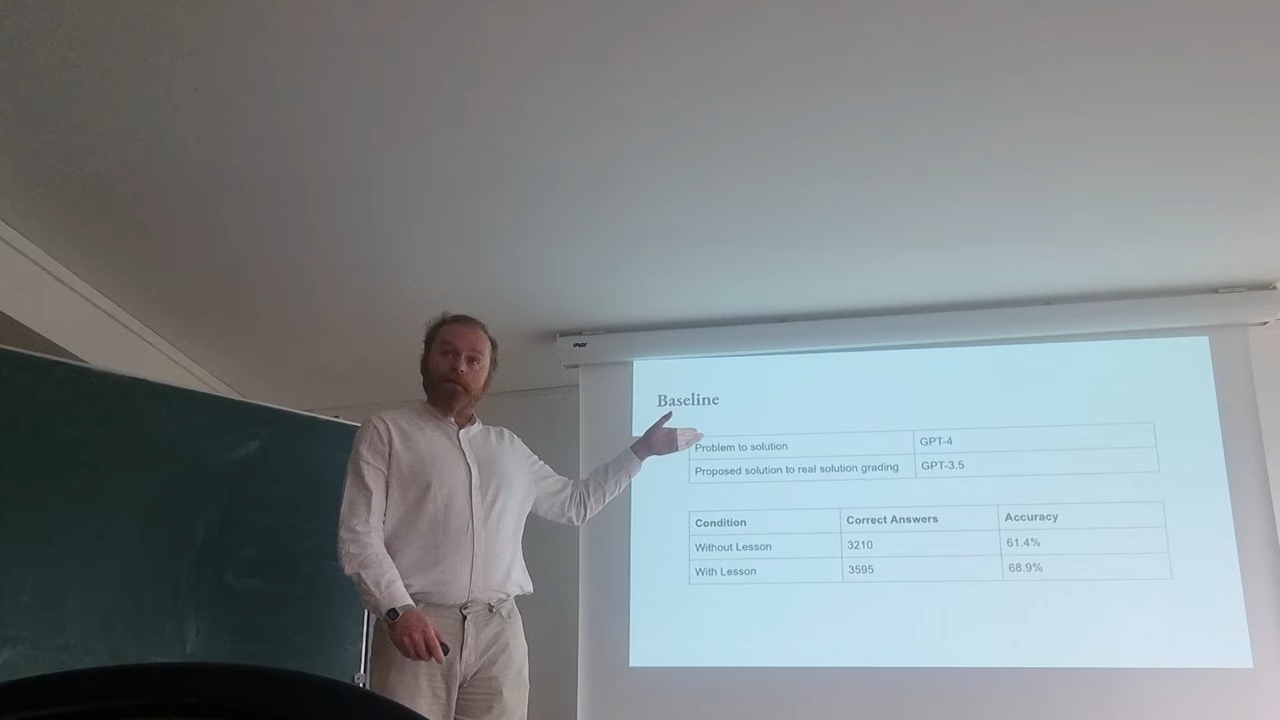 Baseline
Problem to solution GPT-4
Proposed solution to real solution grading GPT-3.5
Condition Correct Answers Accuracy
Without Lesson 3210 61.4%
With Lesson 3595 68.9%